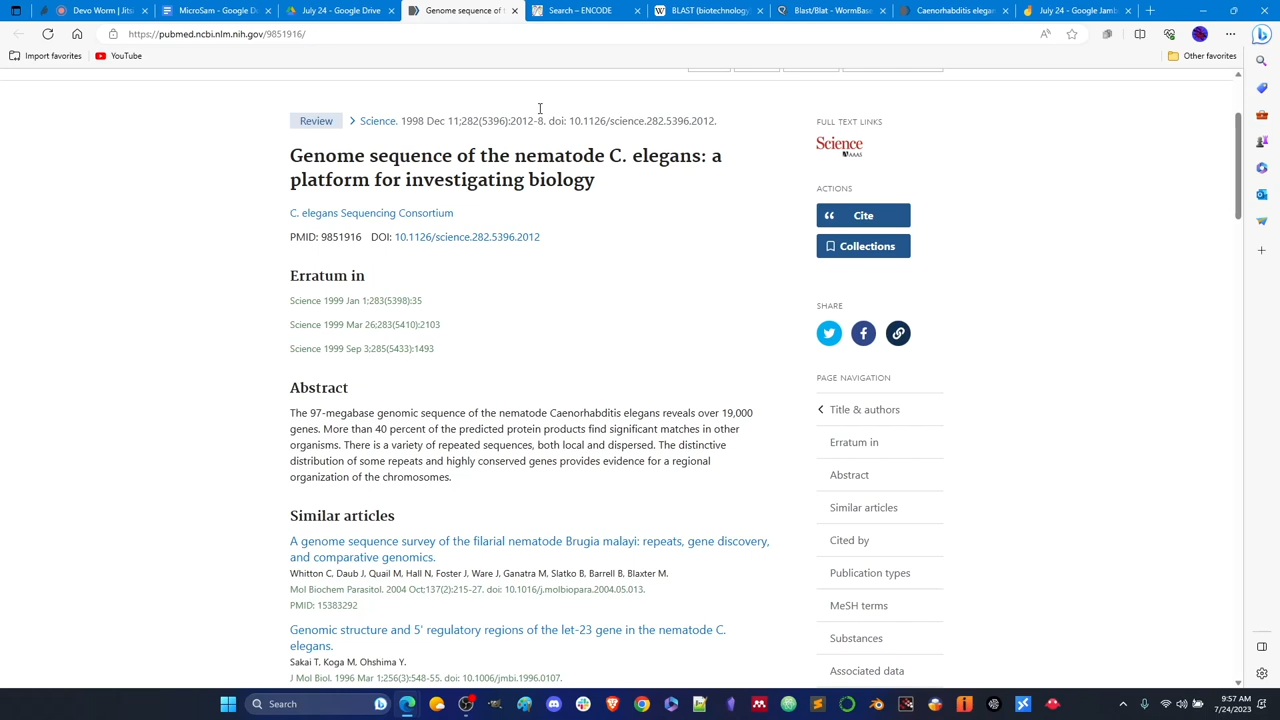 Devo Worm | Jits
MicroSam - Google D
July 24 - Google Drive
Genome sequence of t
Search – ENCODE
BLAST (biotechnology
Blast/Blat - WormBase
Caenorhabditis elegan
July 24 - Google Jamb
https://pubmed.ncbi.nlm.nih.gov/9851916/
Import favorites
YouTube
Other favorites
Review
Science. 1998 Dec 11;282(5396):2012-8. doi: 10.1126/science.282.5396.2012.
Genome sequence of the nematode C. elegans: a
platform for investigating biology
C. elegans Sequencing Consortium
PMID: 9851916 DOI: 10.1126/science.282.5396.2012
Erratum in
Science 1999 Jan 1;283(5398):35
Science 1999 Mar 26;283(5410):2103
Science 1999 Sep 3;285(5433):1493
Abstract
The 97-megabase genomic sequence of the nematode Caenorhabditis elegans reveals over 19,000
genes. More than 40 percent of the predicted protein products find significant matches in other
organisms. There is a variety of repeated sequences, both local and dispersed. The distinctive
distribution of some repeats and highly conserved genes provides evidence for a regional
organization of the chromosomes.
Similar articles
A genome sequence survey of the filarial nematode Brugia malayi: repeats, gene discovery,
and comparative genomics.
Whitton C, Daub J, Quail M, Hall N, Foster J, Ware J, Ganatra M, Slatko B, Barrell B, Blaxter M.
Mol Biochem Parasitol. 2004 Oct;137(2):215-27. doi: 10.1016/j.molbiopara.2004.05.013.
PMID: 15383292
Genomic structure and 5' regulatory regions of the let-23 gene in the nematode C.
elegans.
Sakai T, Koga M, Ohshima Y.
J Mol Biol. 1996 Mar 1;256(3):548-55. doi: 10.1006/jmbi.1996.0107.
FULL TEXT LINKS
Science
AAAS
ACTIONS
Cite
Collections
SHARE
PAGE NAVIGATION
Title & authors
Erratum in
Abstract
Similar articles
Cited by
Publication types
MeSH terms
Substances
Associated data
Search
9:57 AM
7/24/2023